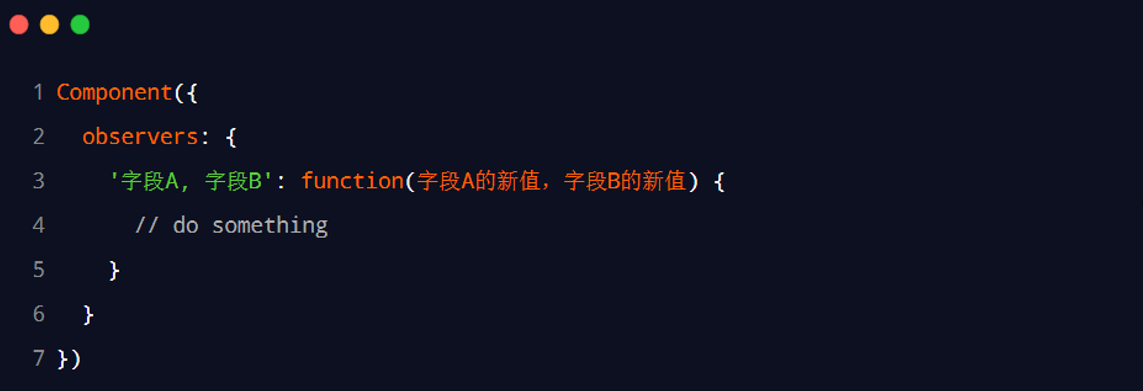 1 Component({
2   observers: {
3     '字段A, 字段B': function(字段A的新值，字段B的新值) {
4       // do something
5     }
6   }
7 })